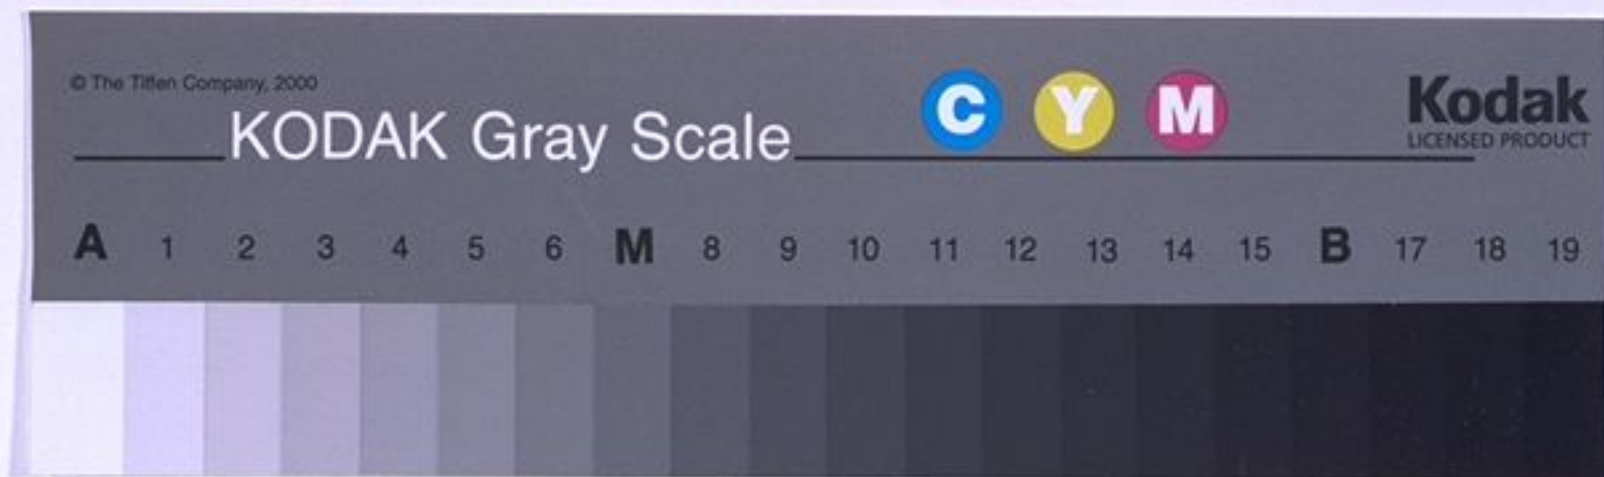 © The Tiffen Company, 2000
KODAK Gray Scale
C Y M
Kodak
LICENSED PRODUCT
A 1 2 3 4 5 6 M 8 9 10 11 12 13 14 15 B 17 18 19